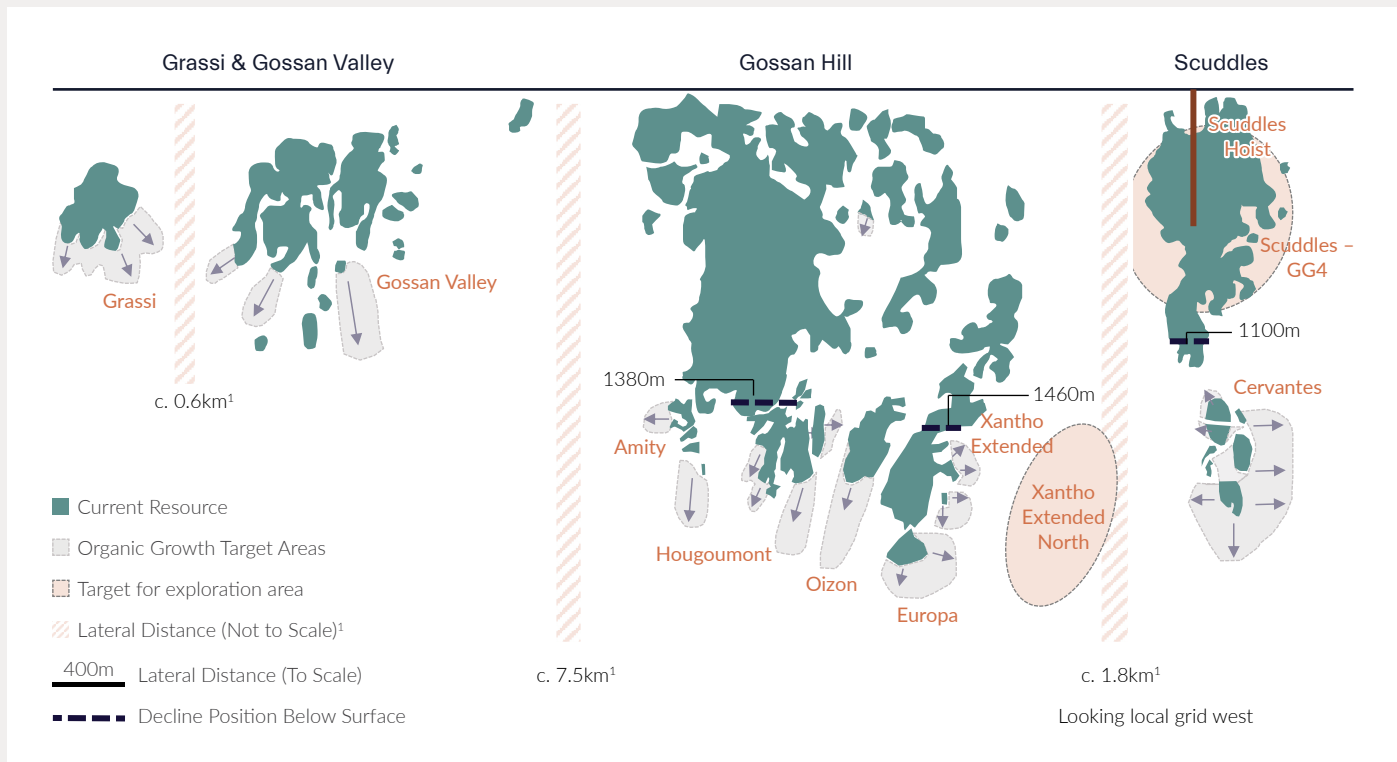 Grassi & Gossan Valley
Gossan Hill
Scuddles
Scuddles
Hoist
Scuddles –
GG4
Gossan Valley
Grassi
1100m
1380m
1460m
c. 0.6km¹
Cervantes
Xantho
Extended
Amity
Xantho
Extended
North
Current Resource
Organic Growth Target Areas
Hougoumont
Oizon
Target for exploration area
Europa
Lateral Distance (Not to Scale)¹
400m
Lateral Distance (To Scale)
c. 7.5km¹
c. 1.8km¹
Decline Position Below Surface
Looking local grid west